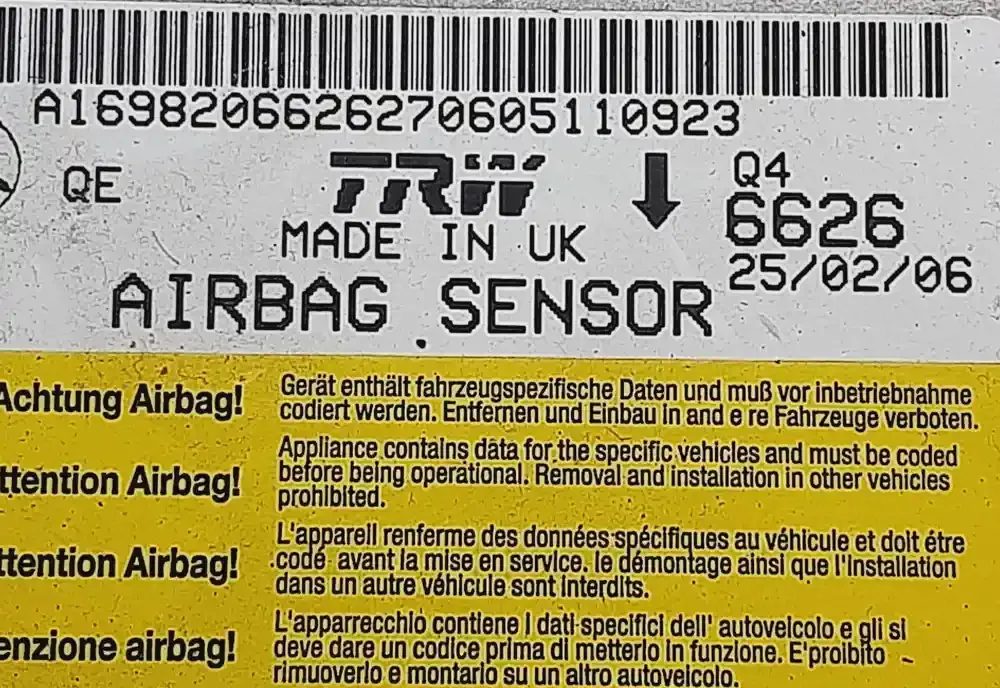 A1698206626270605110923
QE
TRW
Q4
MADE IN UK
6626
25/02/06
AIRBAG SENSOR
Achtung Airbag!
Gerät enthält fahrzeugspezifische Daten und muß vor inbetriebnahme
codiert werden. Entfernen und Einbau in and e re Fahrzeuge verboten.
ttention Airbag!
Appliance contains data for the specific vehicles and must be coded
before being operational. Removal and installation in other vehicles
prohibited.
ttention Airbag!
L'appareil renferme des données spécifiques au véhicule et doit étre
codé avant la mise en service. le démontage ainsi que l'installation
dans un autre véhicule sont interdits.
enzione airbag!
L'apparrecchio contiene I dati specifici dell' autoveicolo e gli si
deve dare un codice prima di metterlo in funzione. E'proibito
rimuoverlo e montario su un altro autoveicolo.